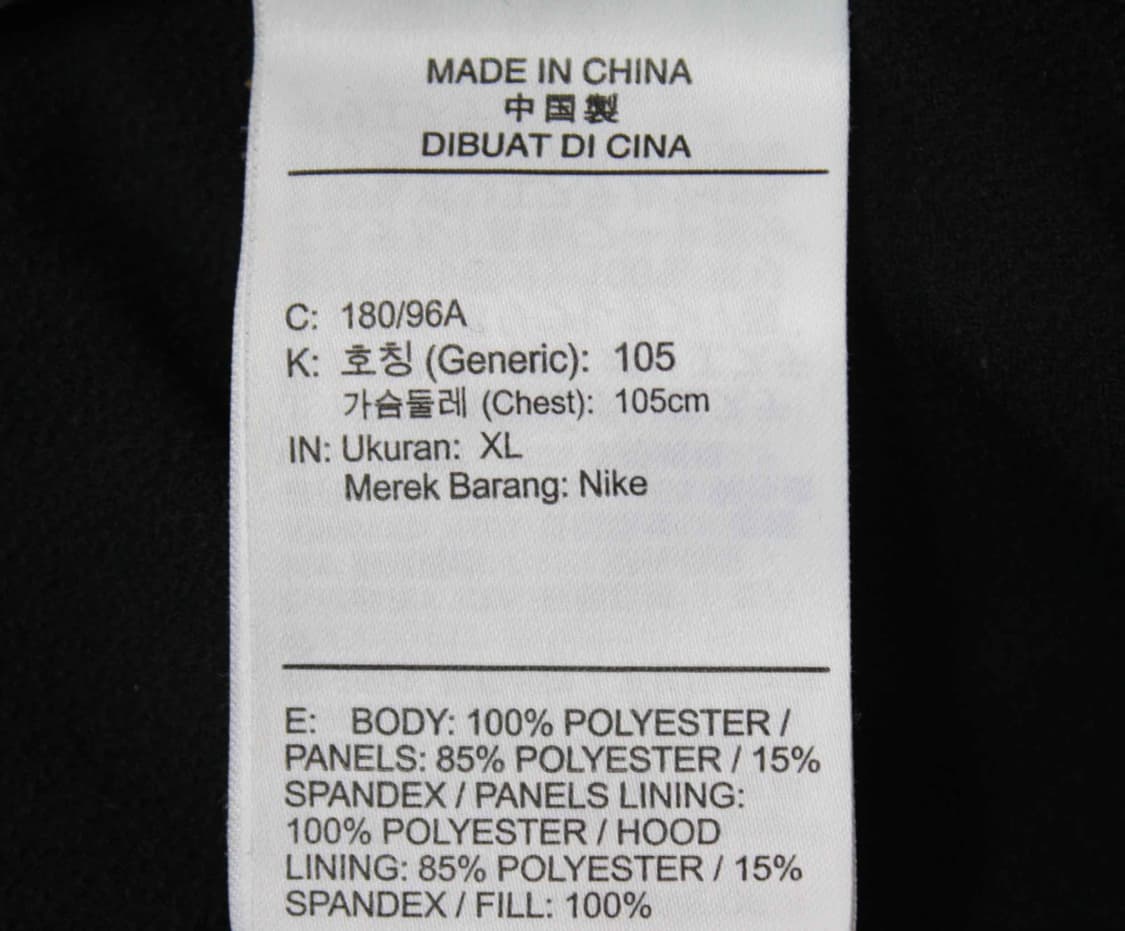 MADE IN CHINA
中国製
DIBUAT DI CINA
C: 180/96A
K: 호칭 (Generic): 105
가슴둘레 (Chest): 105cm
IN: Ukuran: XL
Merek Barang: Nike
E: BODY: 100% POLYESTER /
PANELS: 85% POLYESTER / 15%
SPANDEX / PANELS LINING:
100% POLYESTER / HOOD
LINING: 85% POLYESTER / 15%
SPANDEX / FILL: 100%